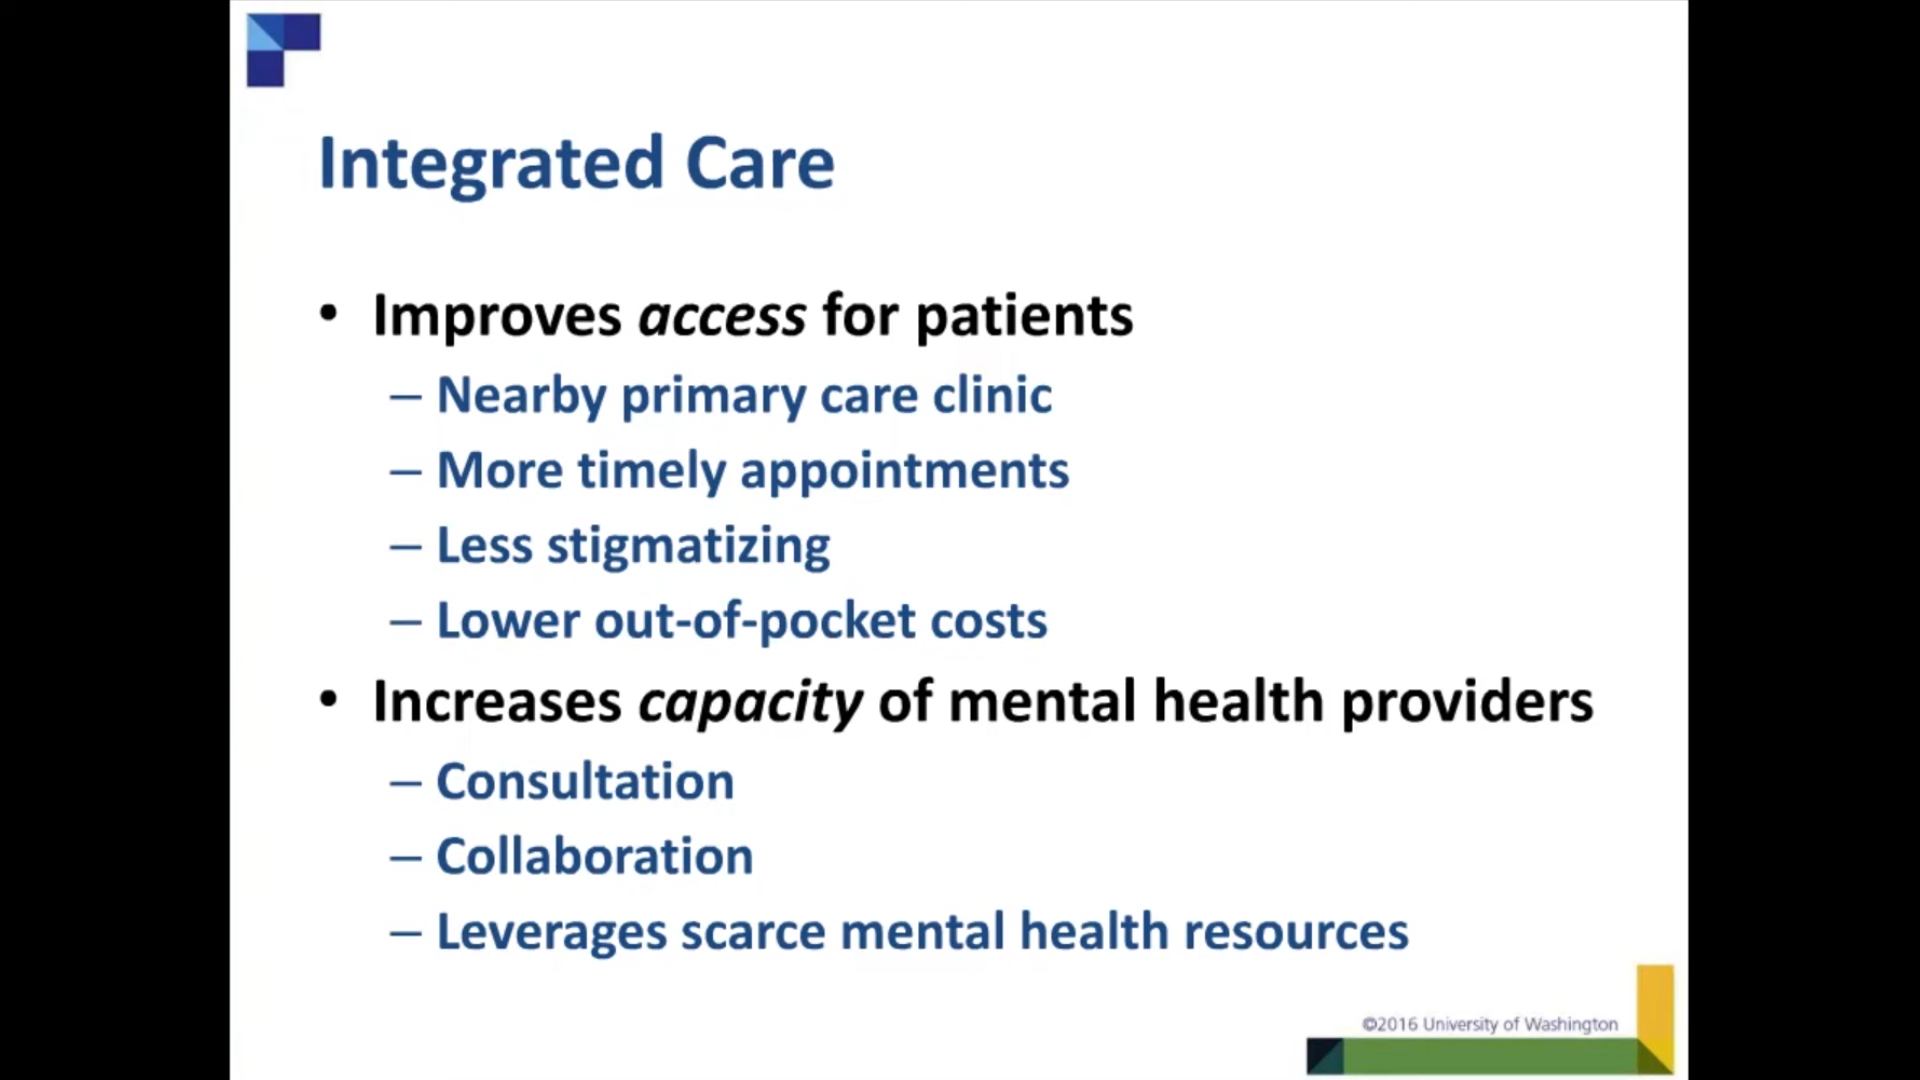 Integrated Care
• Improves access for patients
– Nearby primary care clinic
– More timely appointments
– Less stigmatizing
– Lower out-of-pocket costs
• Increases capacity of mental health providers
– Consultation
– Collaboration
– Leverages scarce mental health resources
©2016 University of Washington